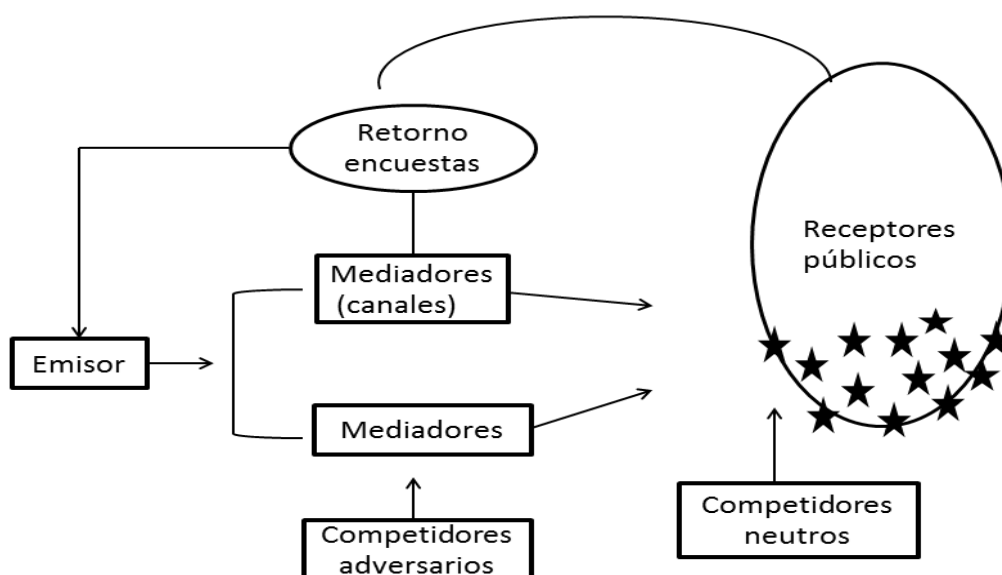 Retorno
encuestas
Receptores
públicos
Mediadores
(canales)
Emisor
Mediadores
Competidores
adversarios
Competidores
neutros